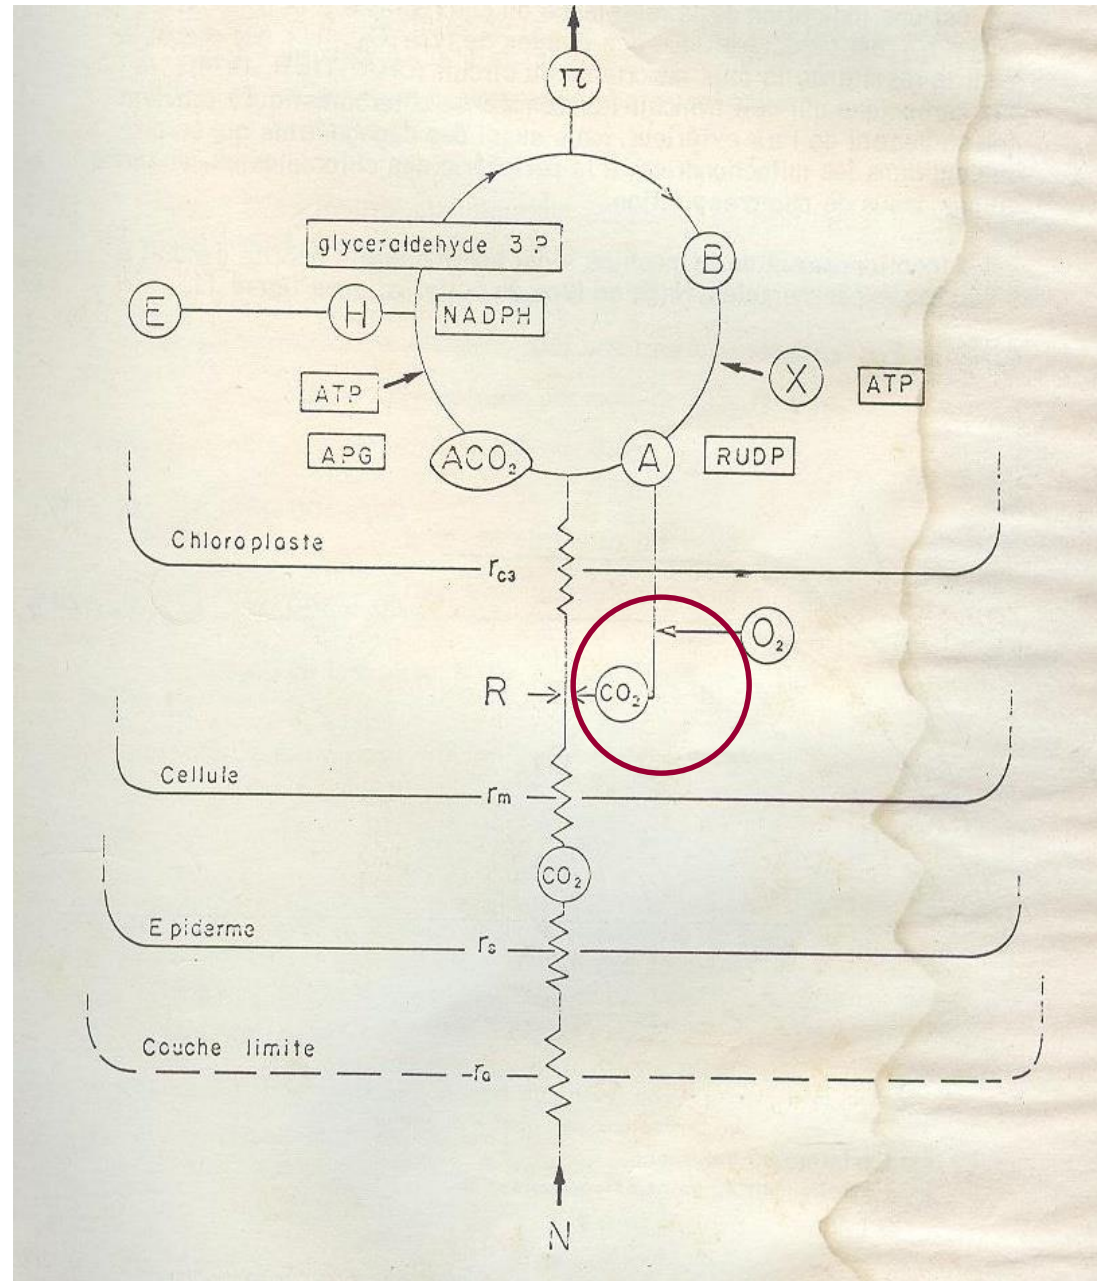 π
glyceraldehyde 3P
B
E
H
NADPH
ATP
X
ATP
APG
ACO₂
A
RUDP
Chloroplaste
rc3
O₂
R
CO₂
Cellule
rm
CO₂
Epiderme
rs
Couche limite
ra
N